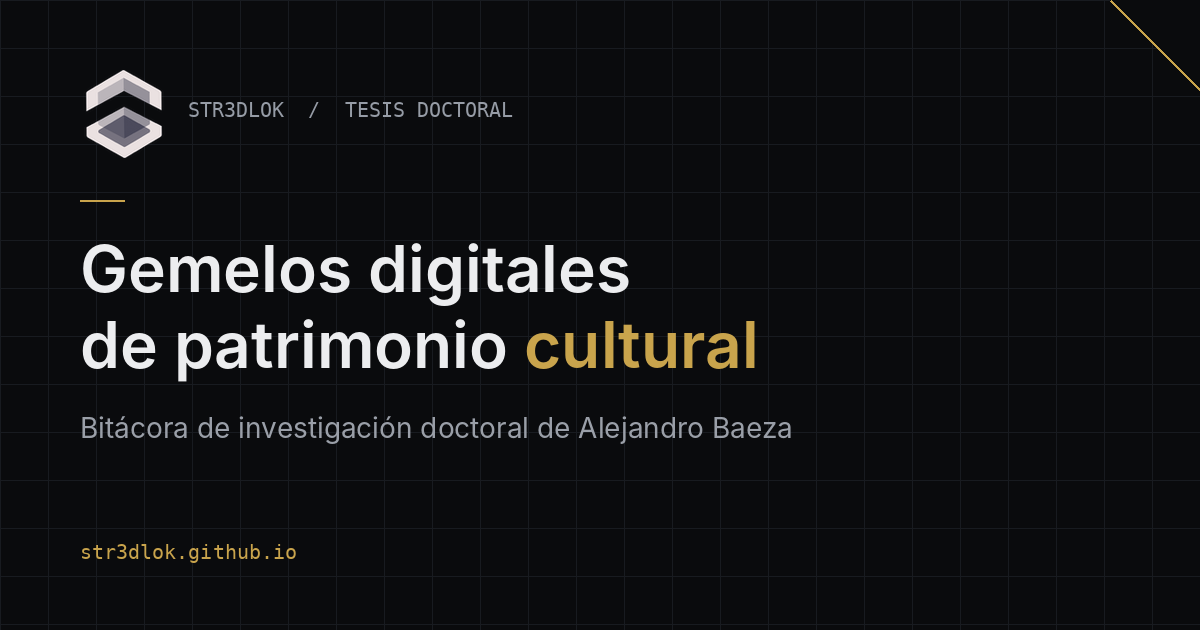 STR3DLOK / TESIS DOCTORAL
Gemelos digitales
de patrimonio cultural
Bitácora de investigación doctoral de Alejandro Baeza
str3dlok.github.io